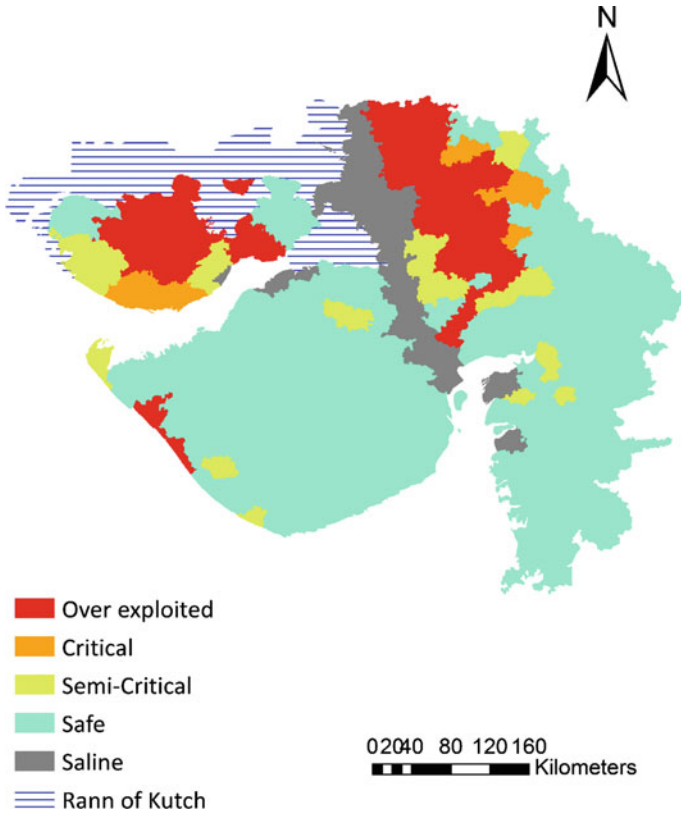 N
Over exploited
Critical
Semi-Critical
Safe
Saline
Rann of Kutch
0 20 40 80 120 160
Kilometers